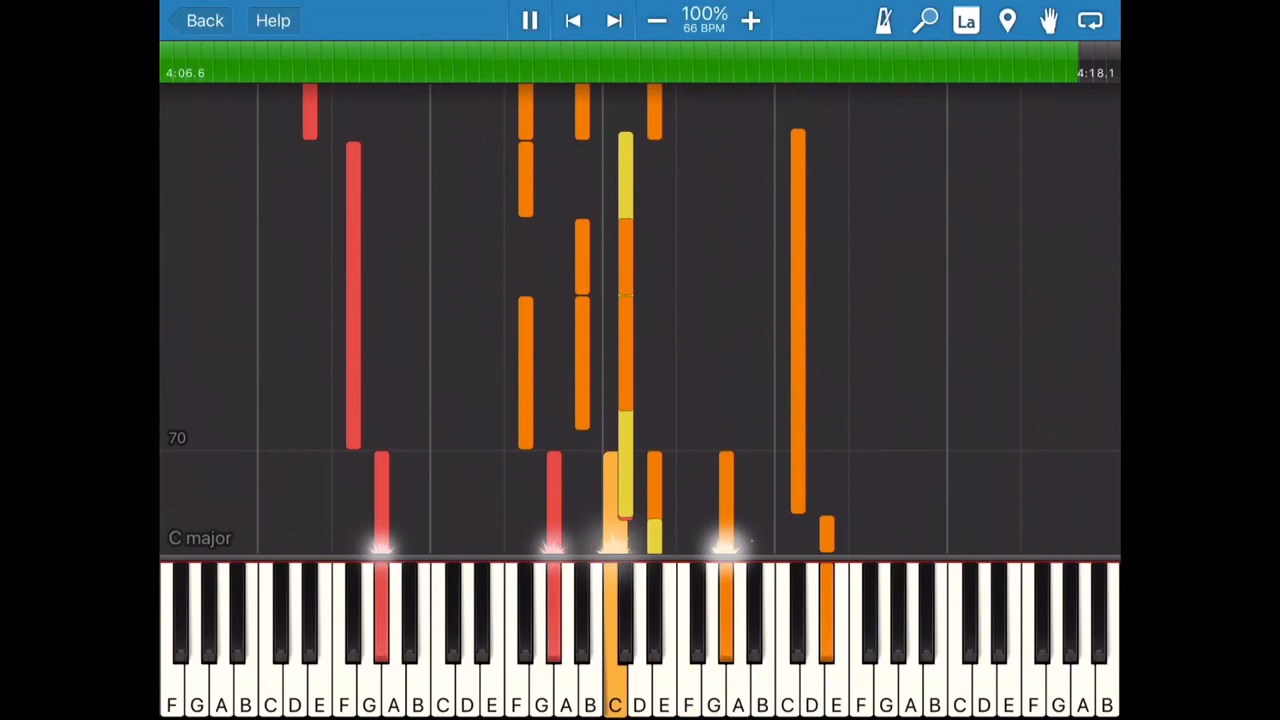 Back Help 100% La
66 BPM
4:06.6 4:18.1
70
C major
F G A B C D E F G A B C D E F G A B C D E F G A B C D E F G A B